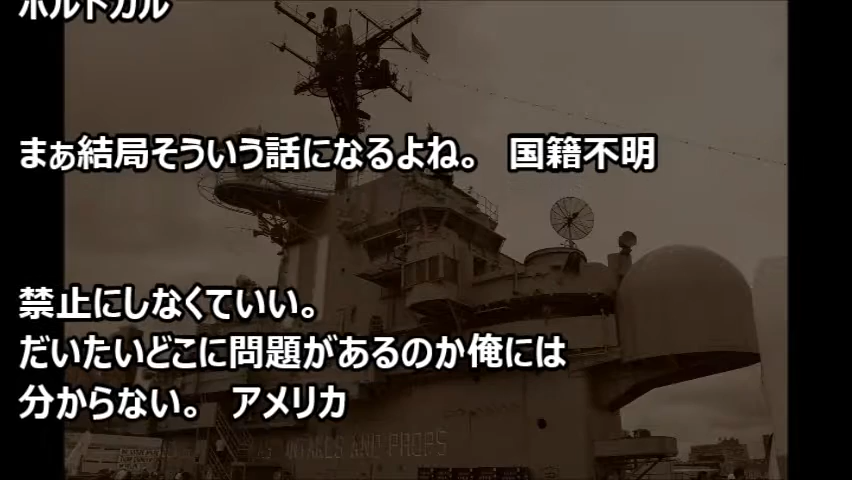 ポルトガル
まぁ結局そういう話になるよね。 国籍不明
禁止にしなくていい。
だいたいどこに問題があるのか俺には
分からない。 アメリカ
INTAKES AND PROPS